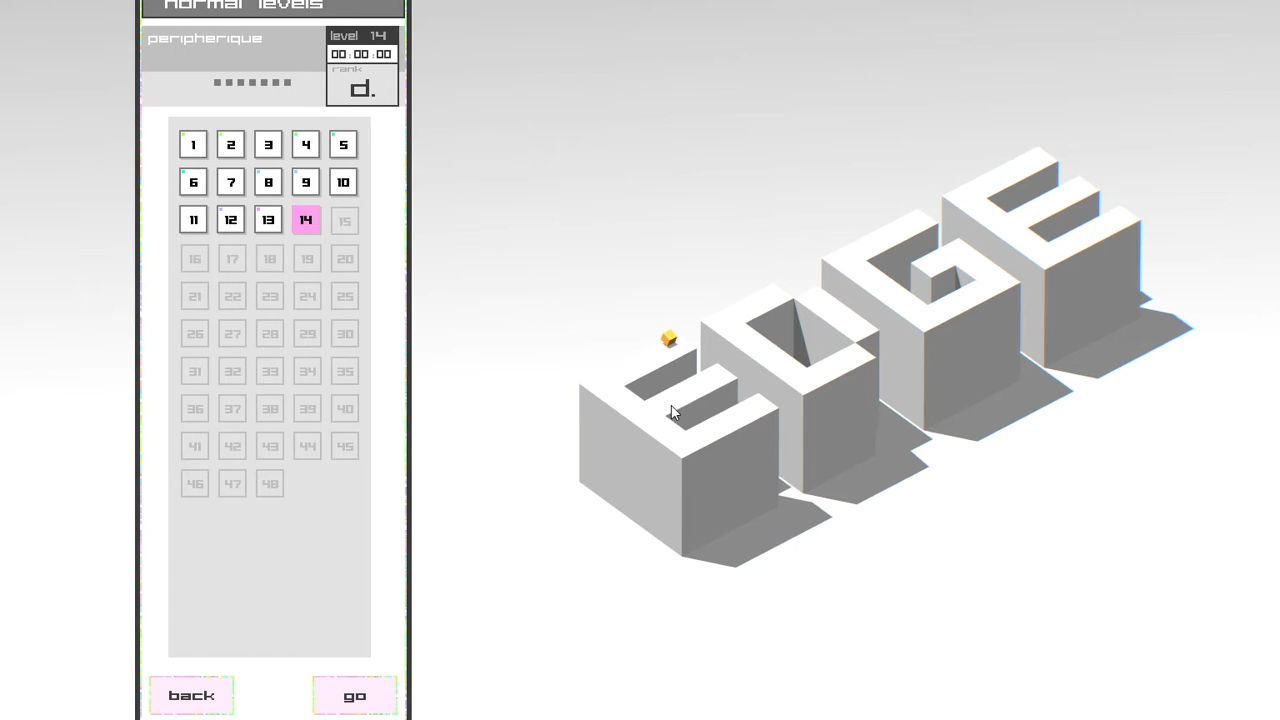 normal levels
peripherique
level 14
00:00:00
rank
d.
1 2 3 4 5
6 7 8 9 10
11 12 13 14 15
16 17 18 19 20
21 22 23 24 25
26 27 28 29 30
31 32 33 34 35
36 37 38 39 40
41 42 43 44 45
46 47 48
back go
EDGE